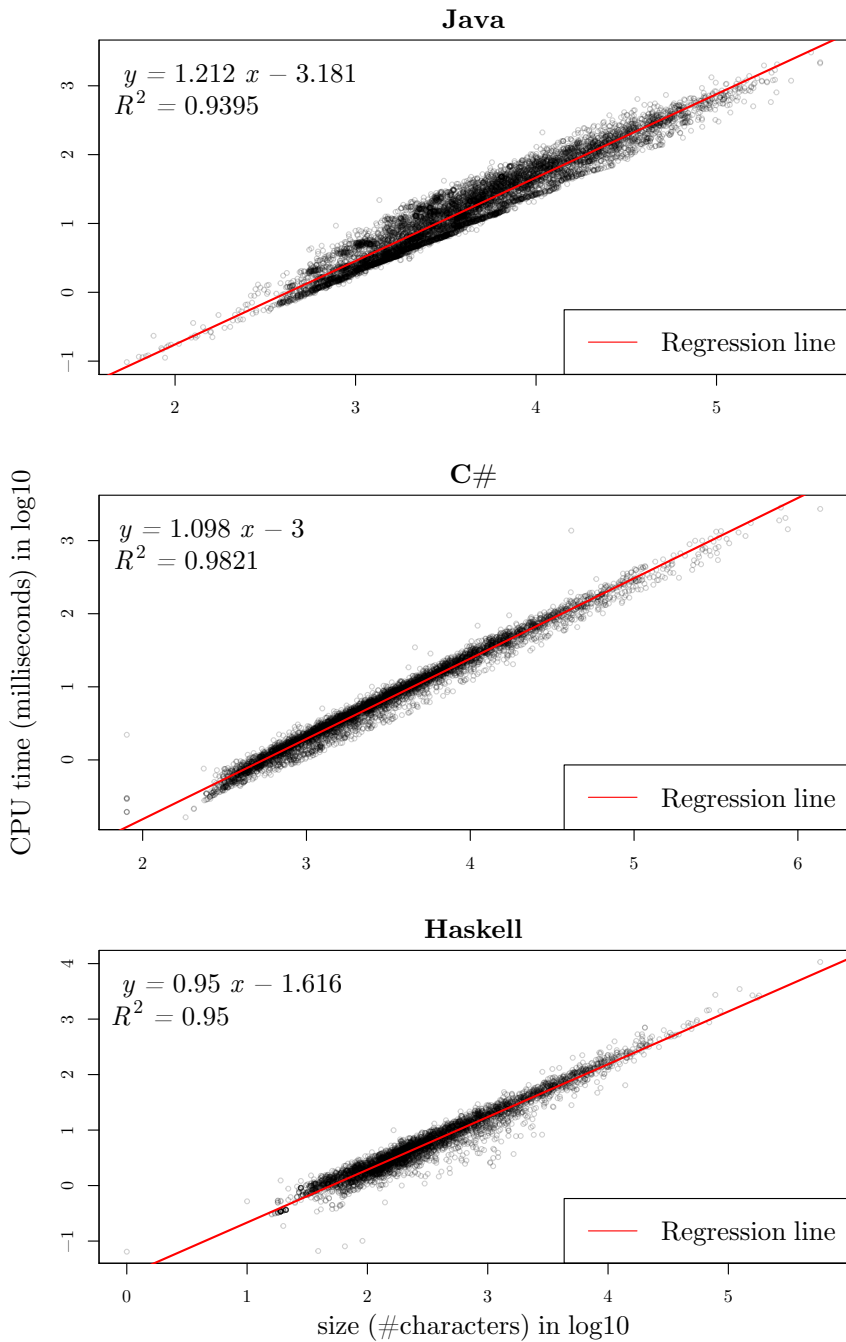 Java
y = 1.212 x − 3.181
R² = 0.9395
3
2
1
0
−1
Regression line
2 3 4 5
C#
y = 1.098 x − 3
R² = 0.9821
3
2
1
0
Regression line
2 3 4 5 6
CPU time (milliseconds) in log10
Haskell
y = 0.95 x − 1.616
R² = 0.95
4
3
2
1
0
−1
Regression line
0 1 2 3 4 5
size (#characters) in log10